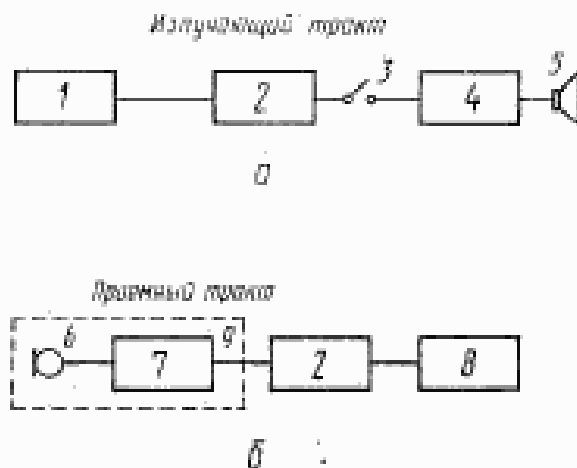 Излучающий тракт
1 2 3 4 5
а
Приемный тракт
6 7 9 2 8
б